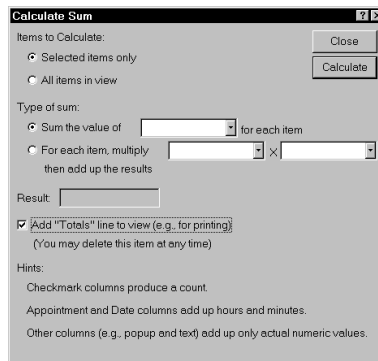 Calculate Sum
Items to Calculate:
Close
Selected items only
Calculate
All items in view
Type of sum:
Sum the value of for each item
For each item, multiply ×
then add up the results
Result:
Add "Totals" line to view (e.g., for printing)
(You may delete this item at any time)
Hints:
Checkmark columns produce a count.
Appointment and Date columns add up hours and minutes.
Other columns (e.g., popup and text) add up only actual numeric values.